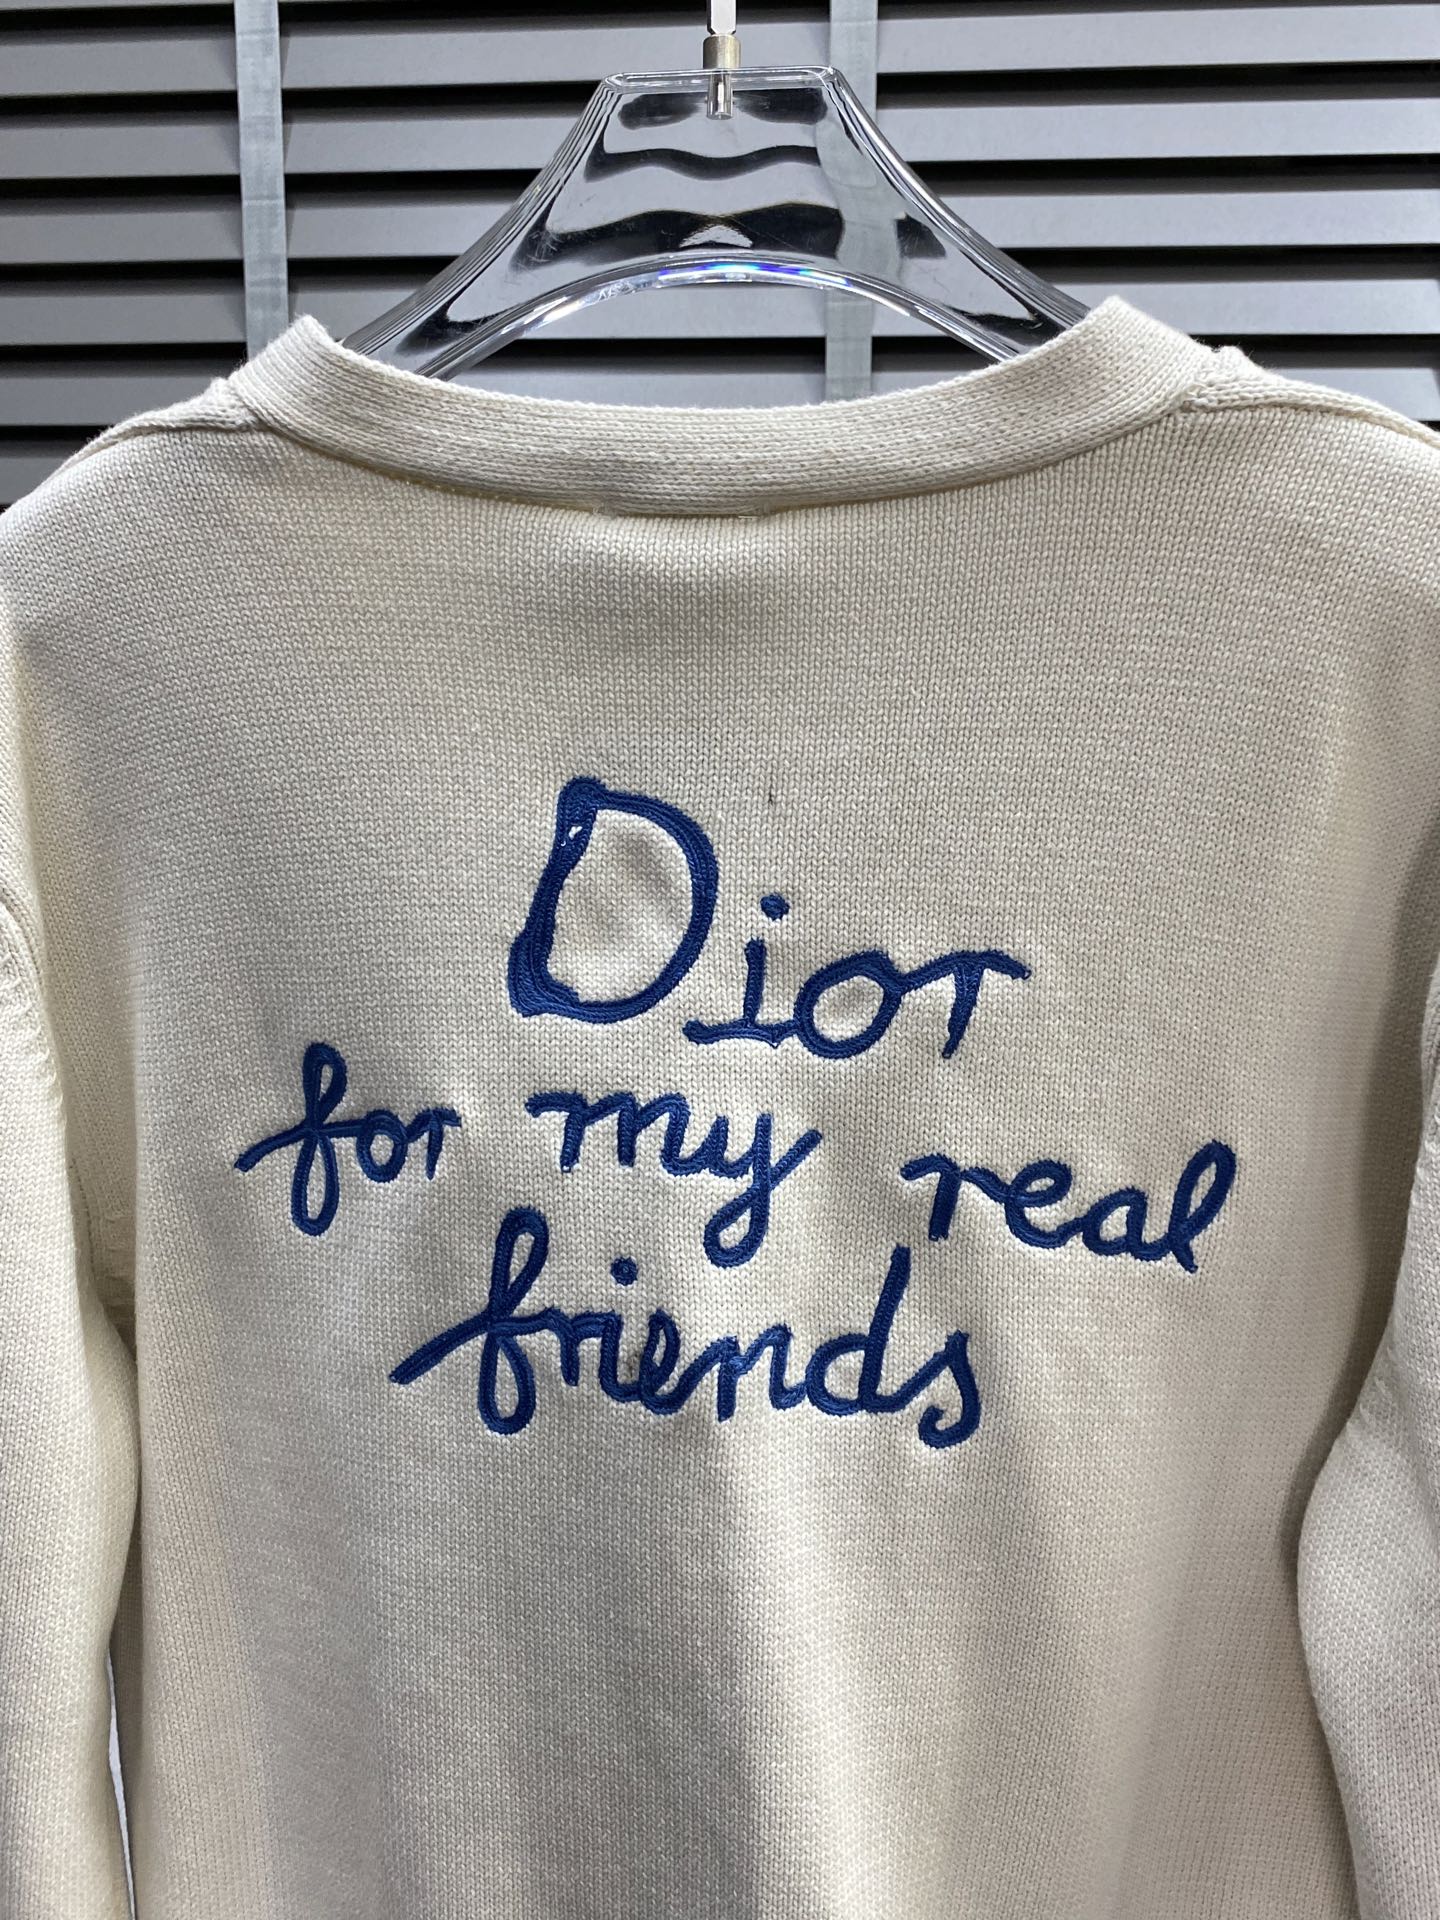 Dior
for my real
friends